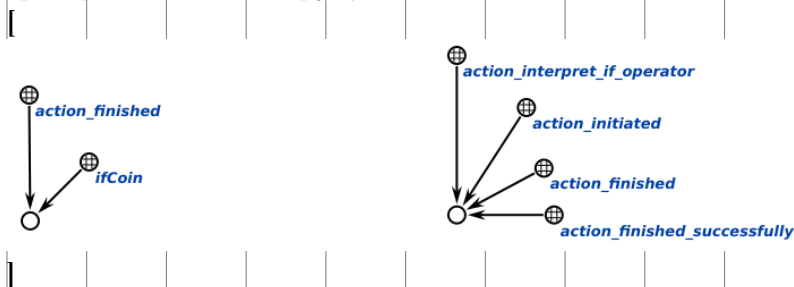 [
action_interpret_if_operator
action_finished
action_initiated
ifCoin
action_finished
action_finished_successfully
]